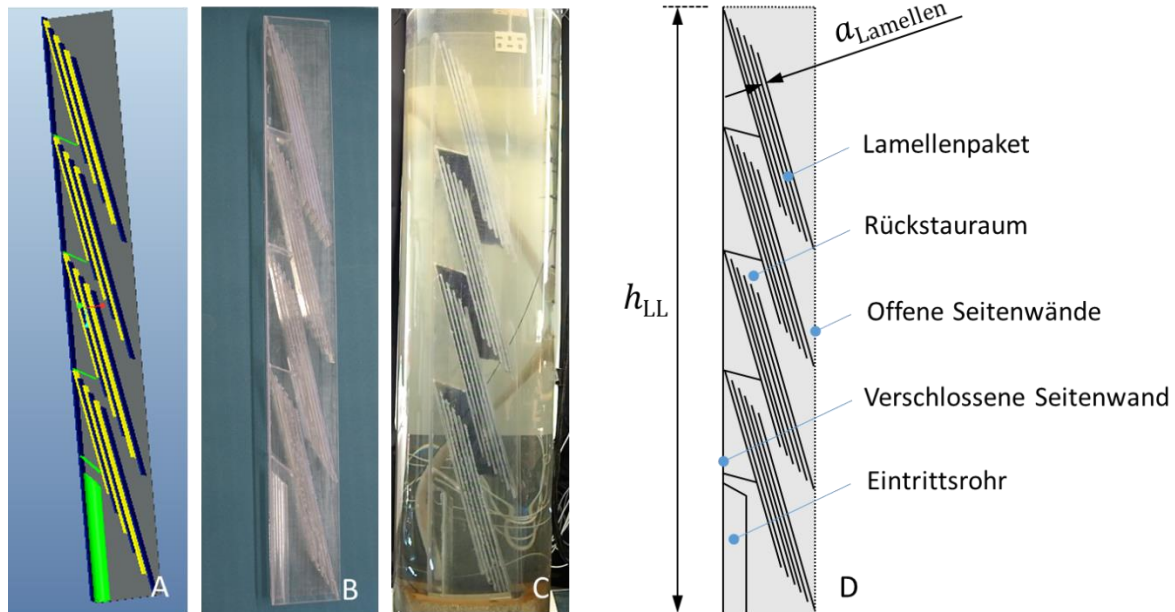 A
B
C
D
h_LL
a_Lamellen
Lamellenpaket
Rückstauraum
Offene Seitenwände
Verschlossene Seitenwand
Eintrittsrohr